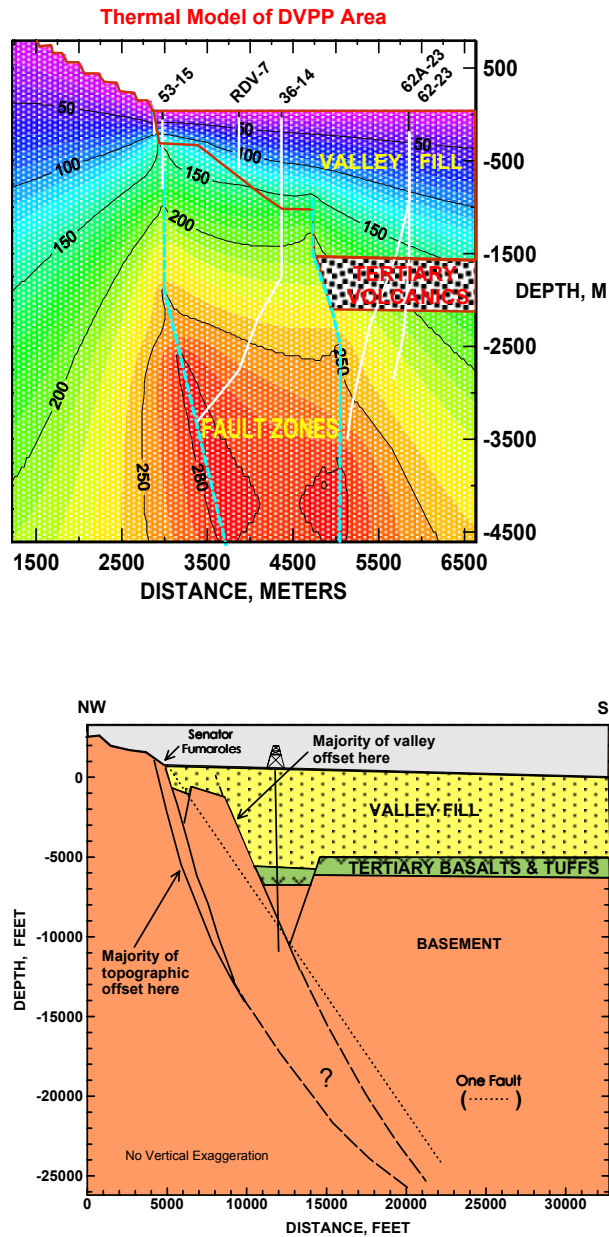 Thermal Model of DVPP Area
53-15
RDV-7
36-14
62A-23
62-23
500
-500
-1500
-2500
-3500
-4500
DEPTH, M
50
50
50
100
100
150
150
150
200
200
200
250
250
280
VALLEY FILL
TERTIARY
VOLCANICS
FAULT ZONES
1500 2500 3500 4500 5500 6500
DISTANCE, METERS
NW
S
Senator
Fumaroles
Majority of valley
offset here
VALLEY FILL
TERTIARY BASALTS & TUFFS
BASEMENT
Majority of
topographic
offset here
?
One Fault
( ............ )
No Vertical Exaggeration
0
-5000
-10000
-15000
-20000
-25000
DEPTH, FEET
0 5000 10000 15000 20000 25000 30000
DISTANCE, FEET